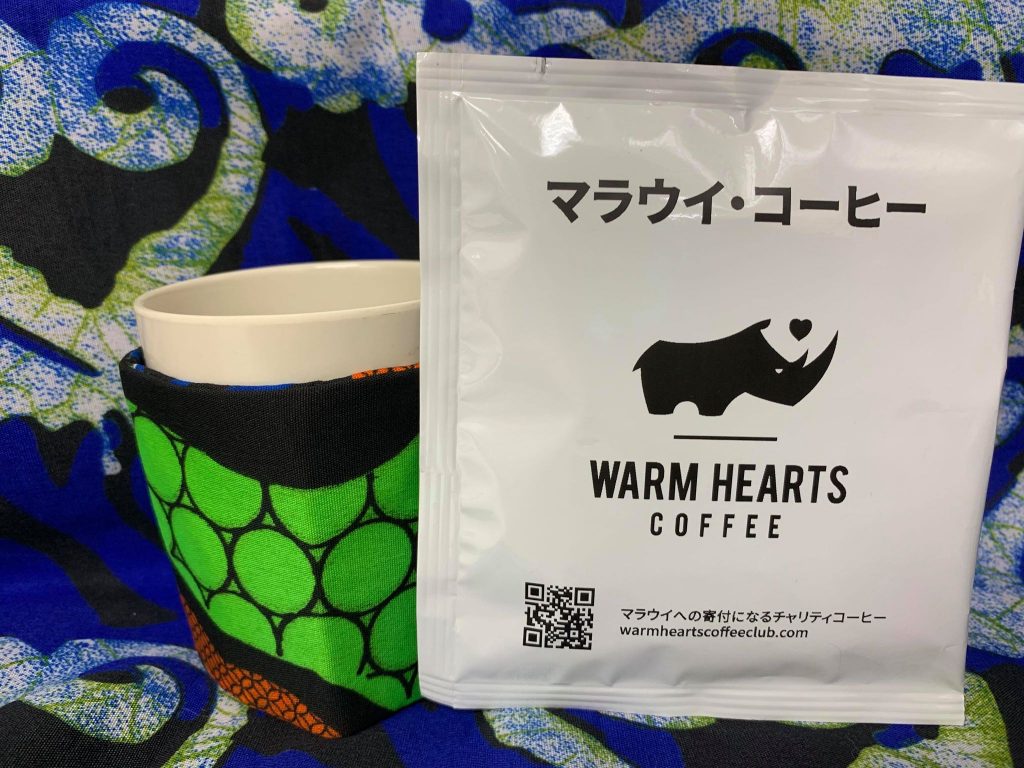 マラウイ・コーヒー
WARM HEARTS
COFFEE
マラウイへの寄付になるチャリティコーヒー
warmheartscoffeeclub.com